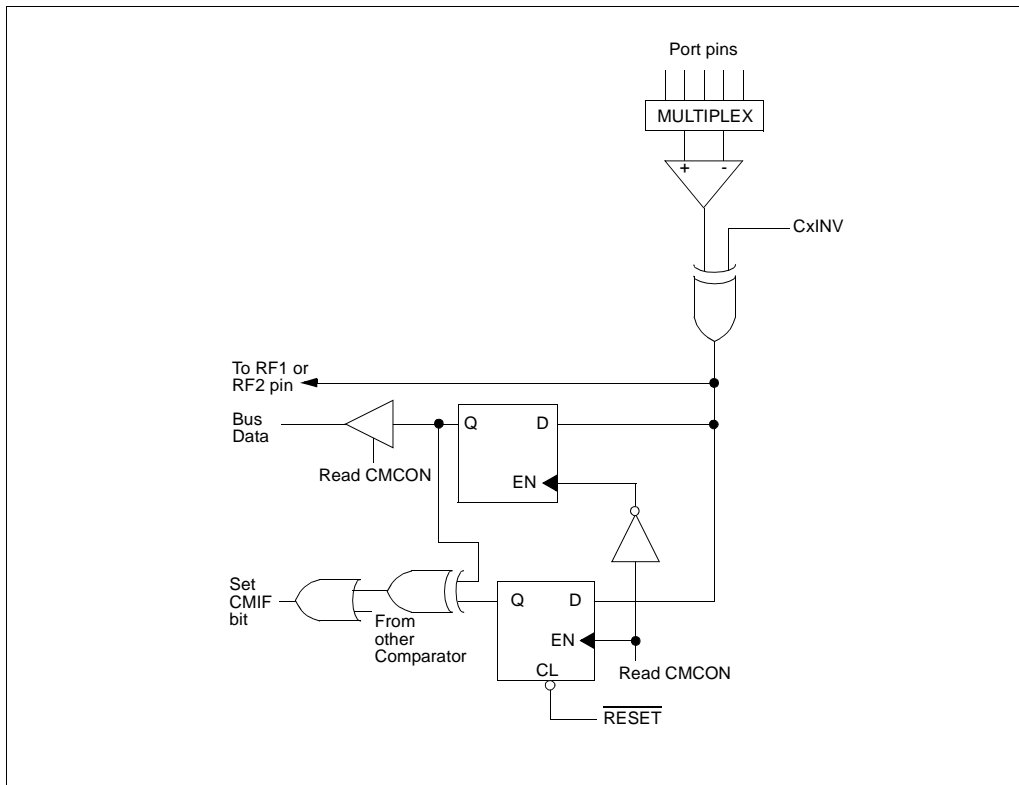 Port pins
MULTIPLEX
+ -
CxINV
To RF1 or
RF2 pin
Bus
Data
Q D
EN
Read CMCON
Set
CMIF
bit
From
other
Comparator
Q D
EN
CL
Read CMCON
RESET